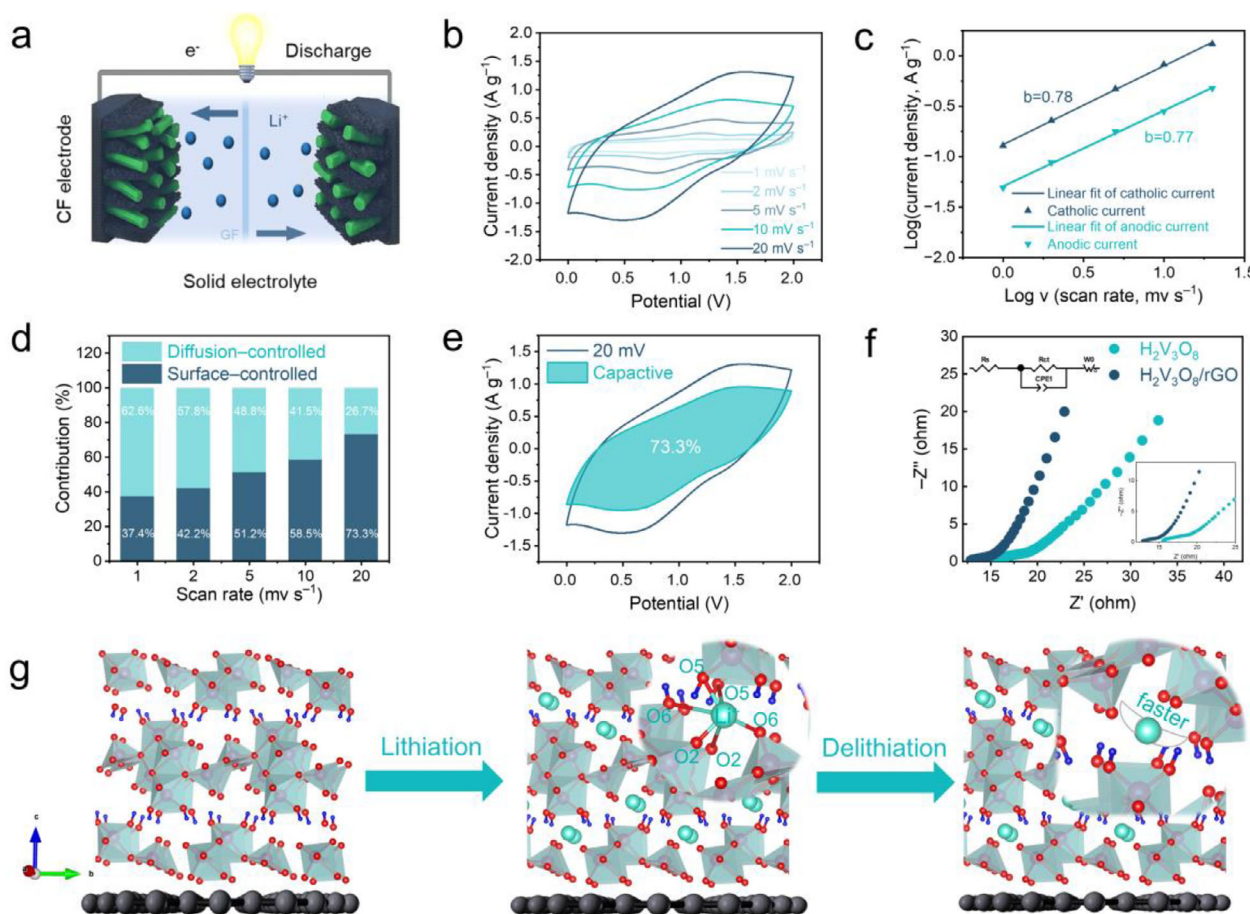 a
e-
Discharge
Li+
CF electrode
GF
Solid electrolyte
b
Current density (A g−1)
2.0
1.5
1.0
0.5
0.0
-0.5
-1.0
-1.5
-2.0
1 mV s−1
2 mV s−1
5 mV s−1
10 mV s−1
20 mV s−1
0.0 0.5 1.0 1.5 2.0
Potential (V)
c
Log(current density, A g−1)
0.0
-0.5
-1.0
-1.5
-2.0
b=0.78
b=0.77
Linear fit of catholic current
Catholic current
Linear fit of anodic current
Anodic current
0.0 0.5 1.0 1.5
Log v (scan rate, mv s−1)
d
Contribution (%)
120
100
80
60
40
20
0
Diffusion–controlled
Surface–controlled
62.6% 57.8% 48.8% 41.5% 26.7%
37.4% 42.2% 51.2% 58.5% 73.3%
1 2 5 10 20
Scan rate (mv s−1)
e
Current density (A g−1)
1.5
1.0
0.5
0.0
-0.5
-1.0
-1.5
20 mV
Capactive
73.3%
0.0 0.5 1.0 1.5 2.0
Potential (V)
f
−Z'' (ohm)
30
25
20
15
10
5
0
Rs Rct W0
CPE1
H2V3O8
H2V3O8/rGO
−Z'' (ohm)
10
5
0
15 20 25
Z' (ohm)
15 20 25 30 35 40
Z' (ohm)
g
Lithiation
O5
O5
O6
Li
O6
O2
O2
Delithiation
faster
c
b